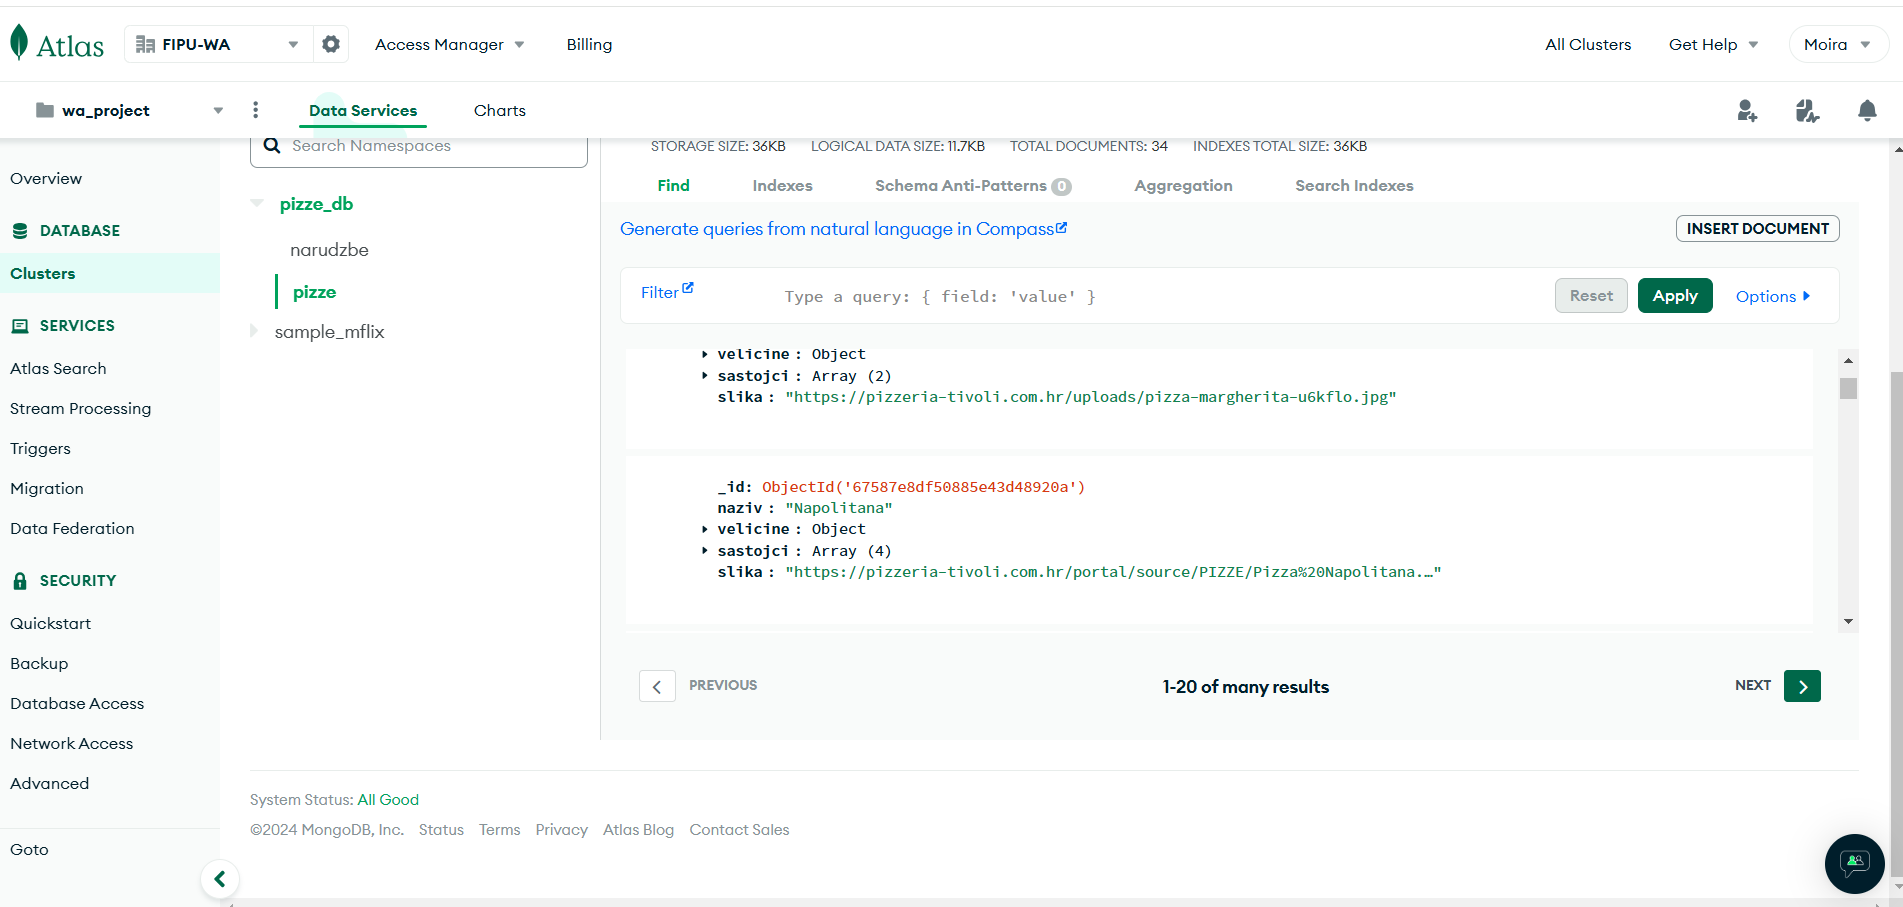 Atlas FIPU-WA Access Manager Billing All Clusters Get Help Moira
wa_project Data Services Charts
Search Namespaces
pizze_db
narudzbe
pizze
sample_mflix
Overview
DATABASE
Clusters
SERVICES
Atlas Search
Stream Processing
Triggers
Migration
Data Federation
SECURITY
Quickstart
Backup
Database Access
Network Access
Advanced
Goto
STORAGE SIZE: 36KB LOGICAL DATA SIZE: 11.7KB TOTAL DOCUMENTS: 34 INDEXES TOTAL SIZE: 36KB
Find Indexes Schema Anti-Patterns 0 Aggregation Search Indexes
Generate queries from natural language in Compass
INSERT DOCUMENT
Filter Type a query: { field: 'value' } Reset Apply Options
velicine : Object
sastojci : Array (2)
slika : "https://pizzeria-tivoli.com.hr/uploads/pizza-margherita-u6kflo.jpg"
_id: ObjectId('67587e8df50885e43d48920a')
naziv : "Napolitana"
velicine : Object
sastojci : Array (4)
slika : "https://pizzeria-tivoli.com.hr/portal/source/PIZZE/Pizza%20Napolitana.…"
PREVIOUS 1-20 of many results NEXT
System Status: All Good
©2024 MongoDB, Inc. Status Terms Privacy Atlas Blog Contact Sales